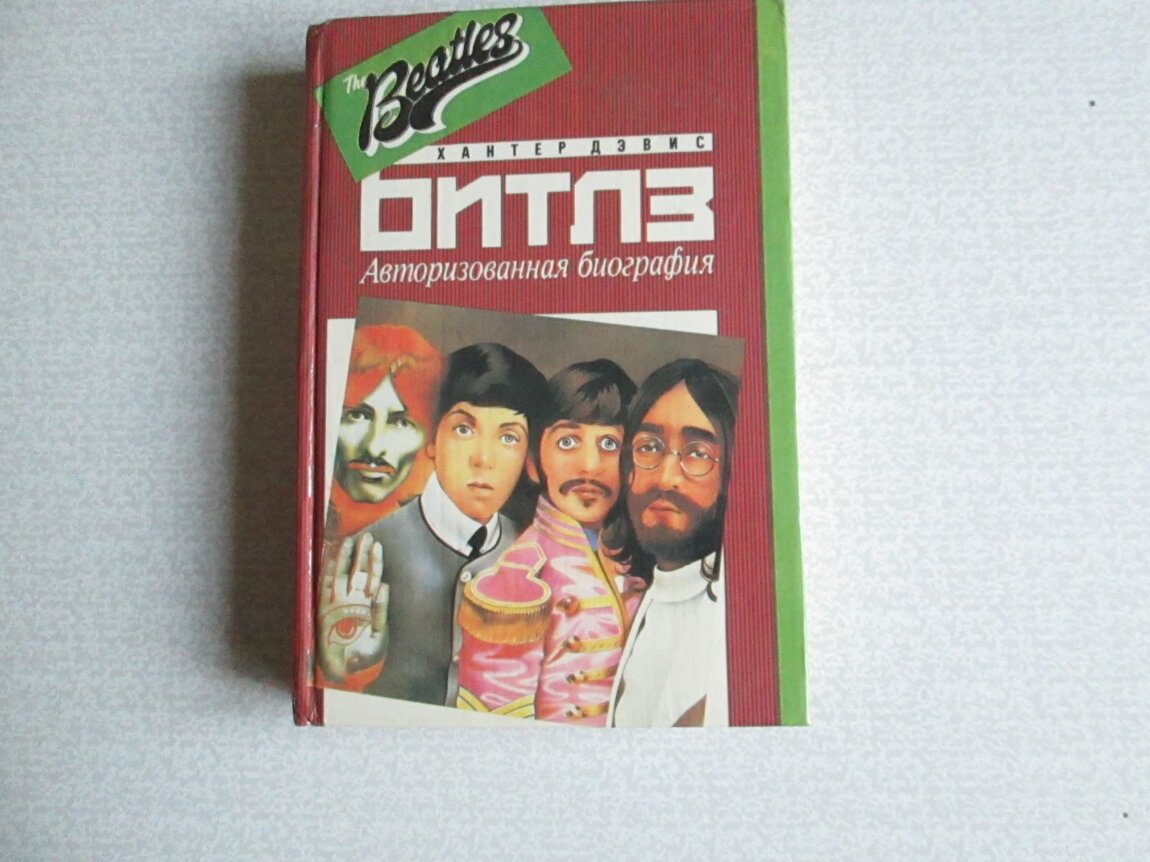 The Beatles
ХАНТЕР ДЭВИС
БИТЛЗ
Авторизованная биография